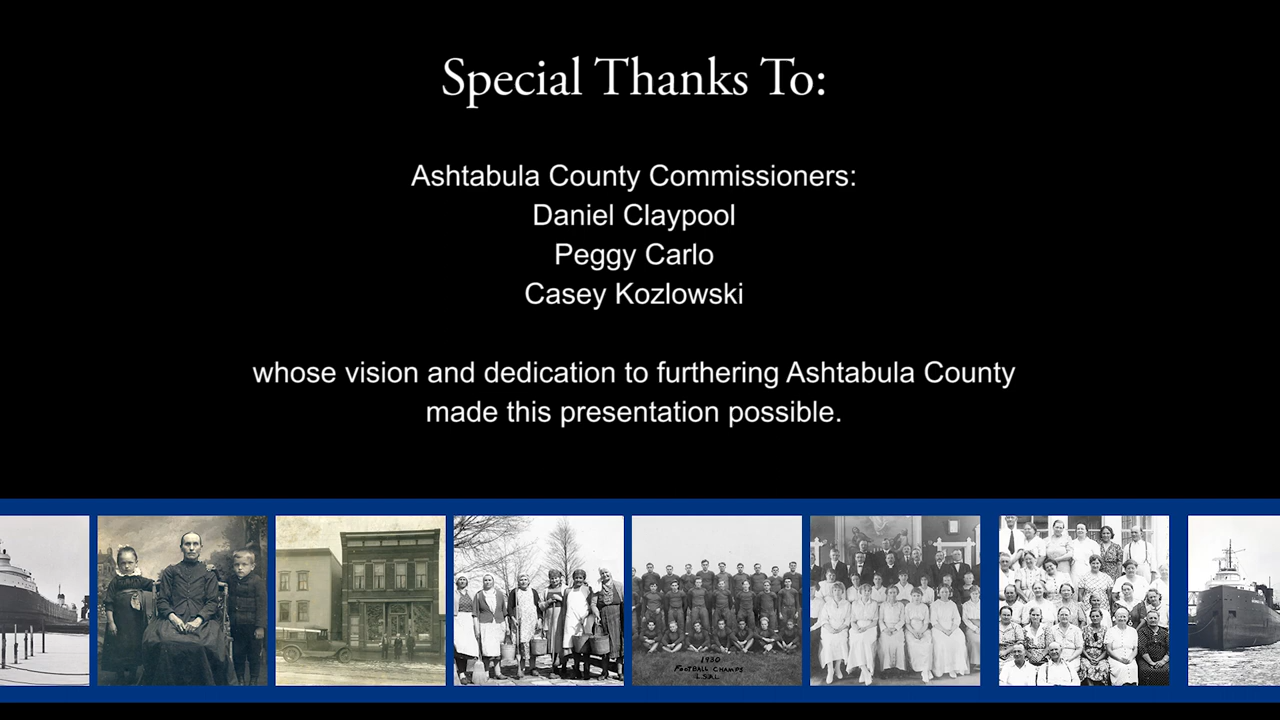 Special Thanks To:
Ashtabula County Commissioners:
Daniel Claypool
Peggy Carlo
Casey Kozlowski
whose vision and dedication to furthering Ashtabula County
made this presentation possible.
1930
FOOTBALL CHAMPS